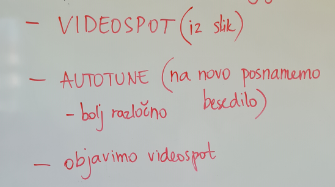 - VIDEOSPOT (iz slik)
- AUTOTUNE (na novo posnamemo
- bolj razločno besedilo)
- objavimo videospot